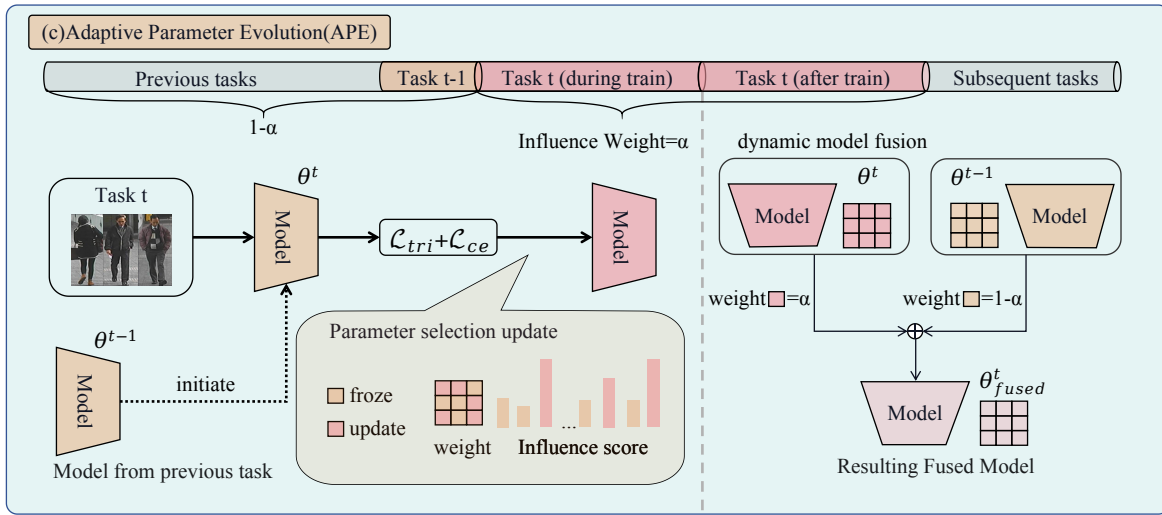 (c)Adaptive Parameter Evolution(APE)
Previous tasks
Task t-1
Task t (during train)
Task t (after train)
Subsequent tasks
1-α
Influence Weight=α
Task t
θ^t
Model
ℒ_tri+ℒ_ce
Model
θ^{t-1}
Model
initiate
Model from previous task
Parameter selection update
froze
update
weight
...
Influence score
dynamic model fusion
Model
θ^t
θ^{t-1}
Model
weight =α
weight =1-α
Model
θ^t_fused
Resulting Fused Model